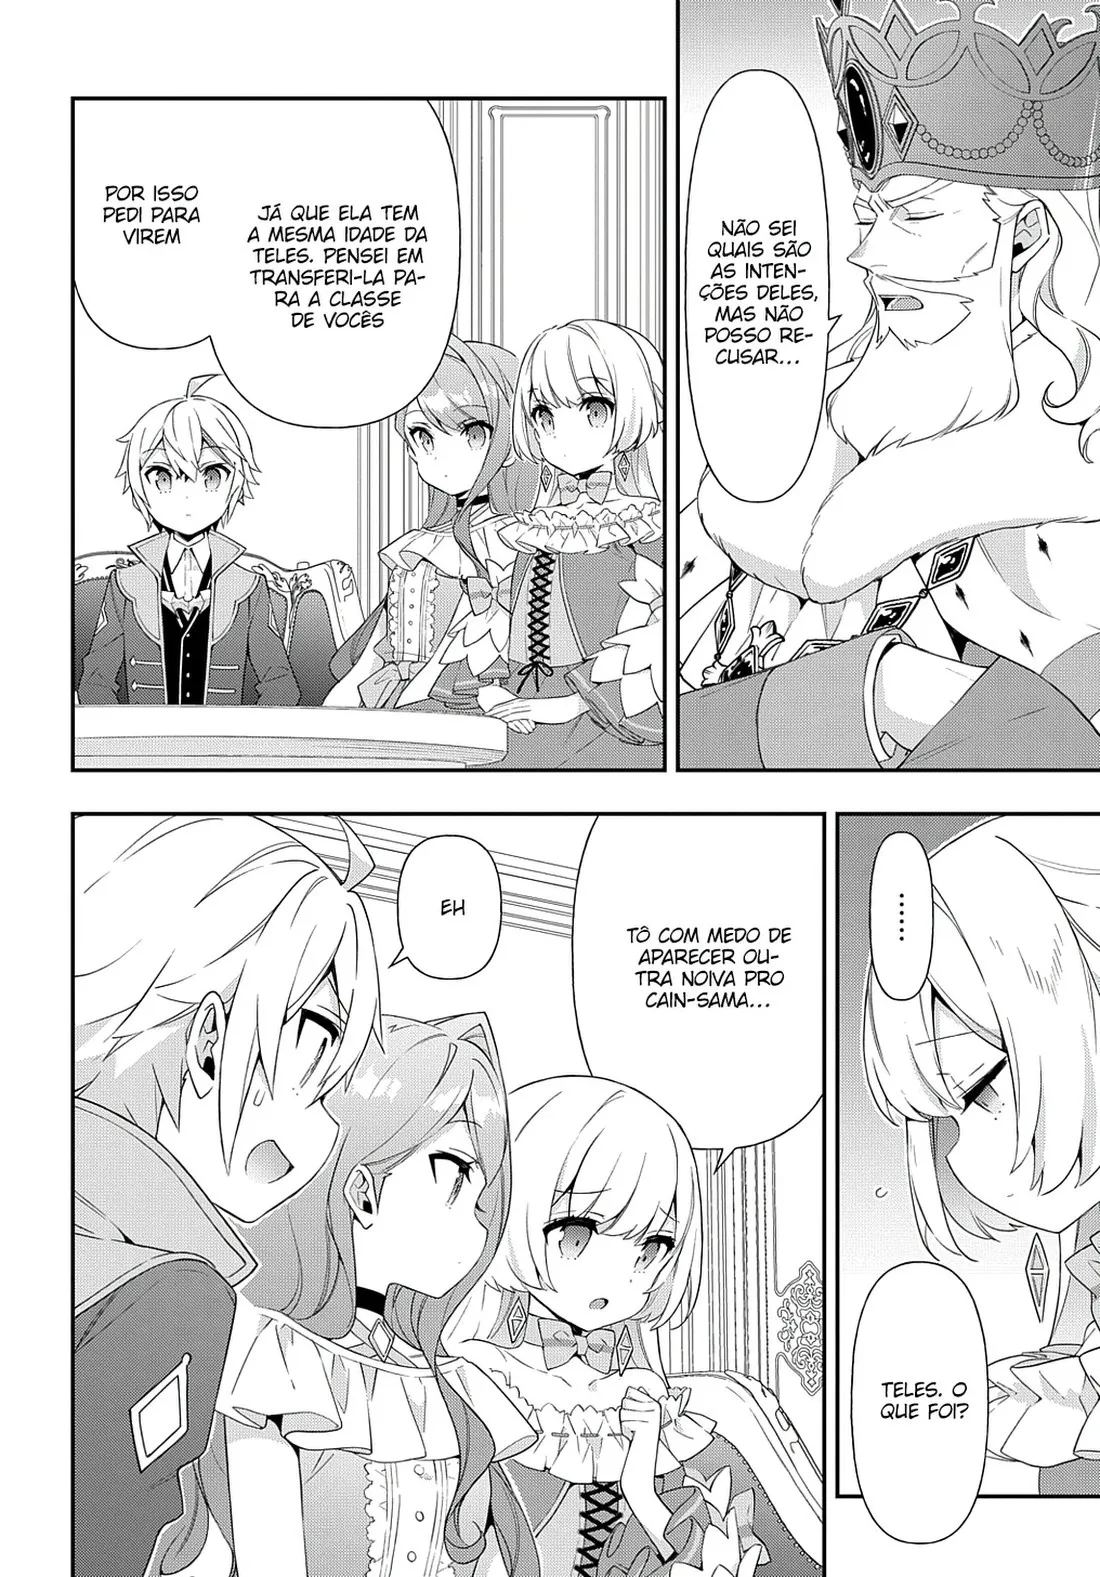 NÃO SEI
QUAIS SÃO
AS INTEN-
ÇÕES DELES,
MAS NÃO
POSSO RE-
CUSAR...
JÁ QUE ELA TEM
A MESMA IDADE DA
TELES. PENSEI EM
TRANSFERI-LA PA-
RA A CLASSE
DE VOCÊS
POR ISSO
PEDI PARA
VIREM
......
TELES. O
QUE FOI?
TÔ COM MEDO DE
APARECER OU-
TRA NOIVA PRO
CAIN-SAMA...
EH